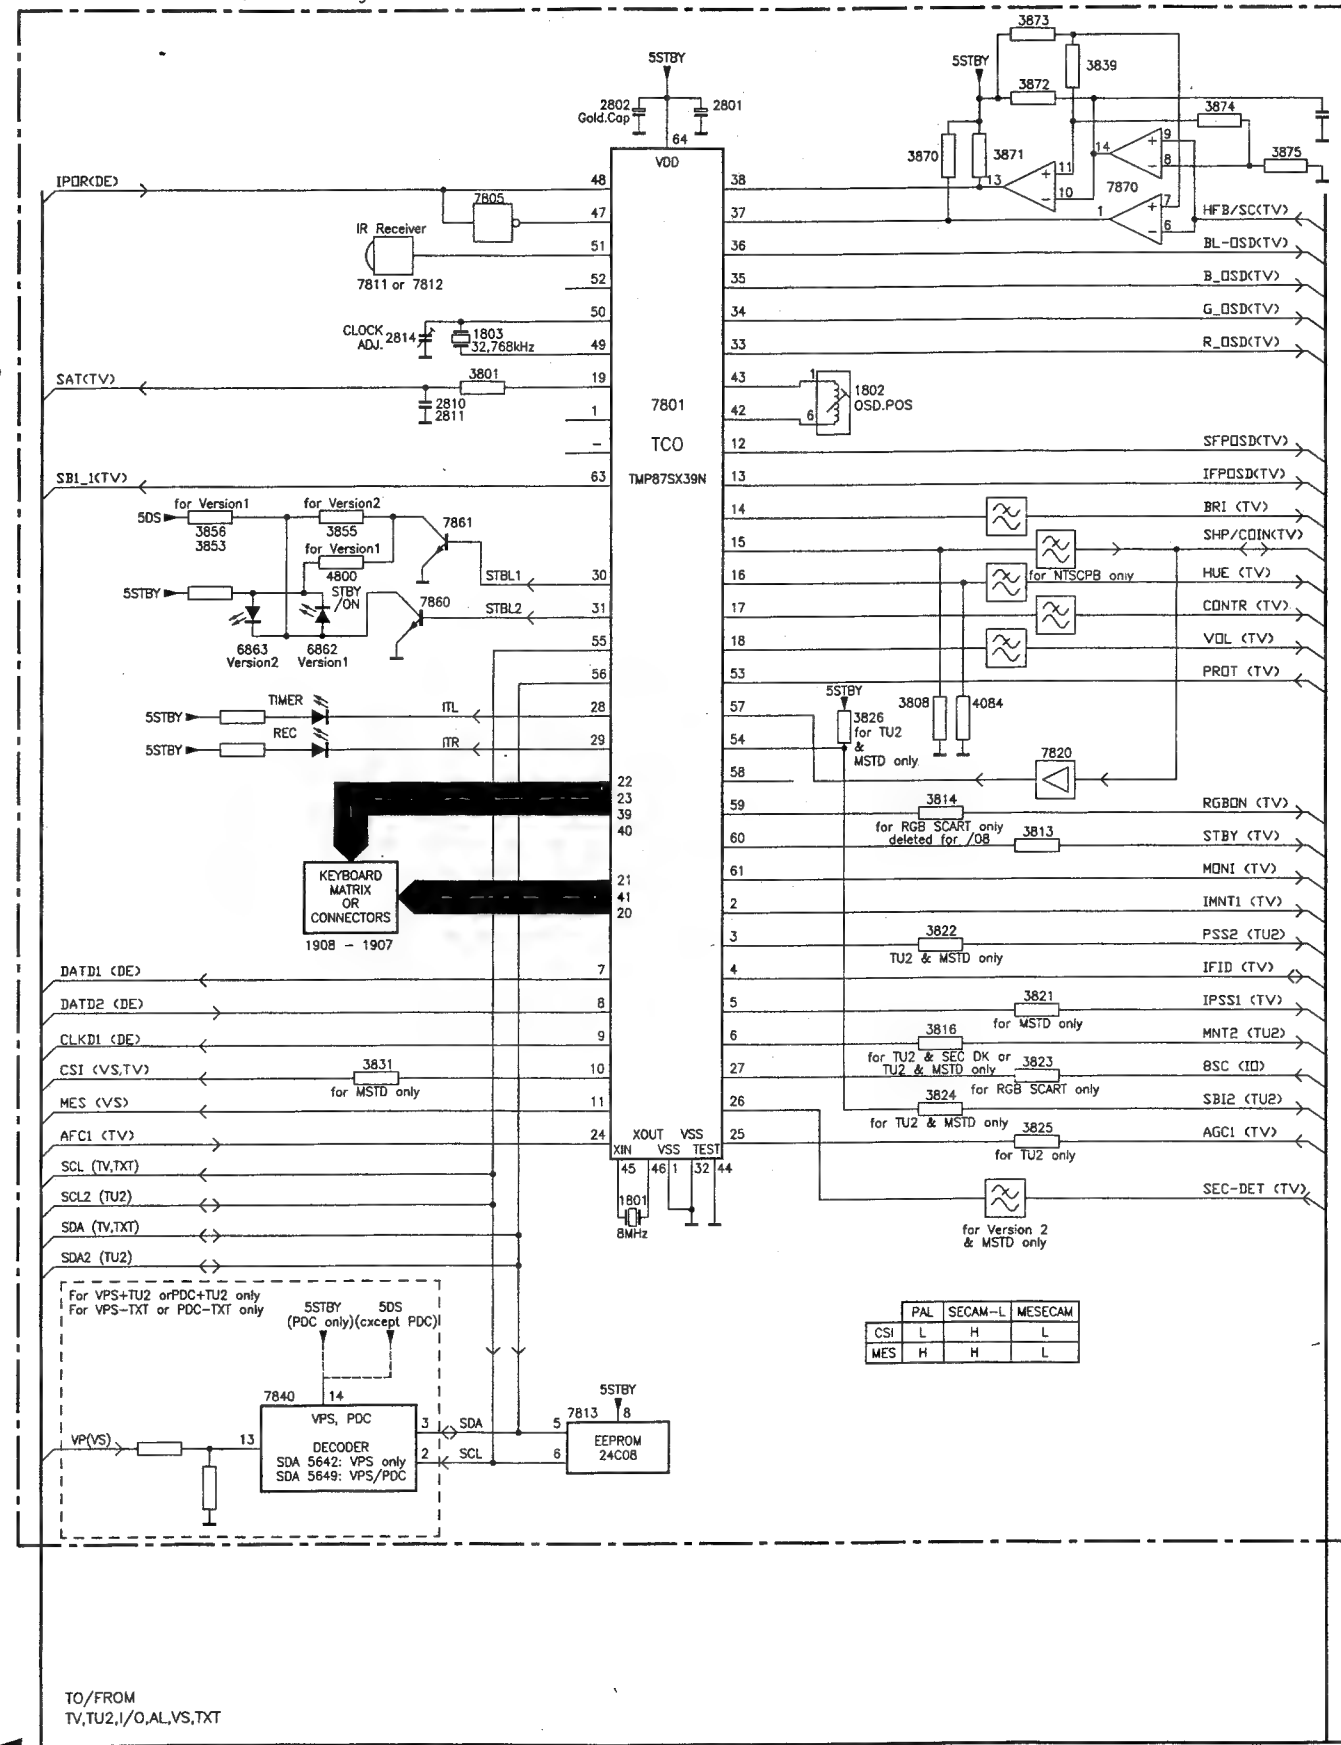 3873
5STBY
5STBY
3839
3872
2802
Gold.Cap
2801
3874
64
VDD
3870
3871
14
9
8
3875
11
13
10
7870
IPOR(DE)
48
38
7805
47
37
1
7
6
HFB/SC(TV)
IR Receiver
51
36
BL-OSD(TV)
7811 or 7812
52
35
B_OSD(TV)
50
34
G_OSD(TV)
CLOCK
ADJ.
2814
1803
32,768kHz
49
33
R_OSD(TV)
SAT(TV)
3801
19
43
1
1802
OSD.POS
2810
2811
1
7801
42
6
TCO
-
12
SFPOSD(TV)
SB1_1(TV)
63
TMP87SX39N
13
IFPOSD(TV)
for Version1
for Version2
5DS
3856
3853
3855
7861
14
BRI (TV)
for Version1
4800
15
SHP/COIN(TV)
for NTSCPB only
STBL1
30
16
HUE (TV)
5STBY
STBY
/ON
7860
STBL2
31
17
CONTR (TV)
6863
Version2
6862
Version1
55
18
VOL (TV)
56
53
PROT (TV)
5STBY
TIMER
5STBY
ITL
28
57
3826
for TU2
&
MSTD only
3808
4084
REC
5STBY
ITR
29
54
7820
58
22
23
39
40
59
3814
for RGB SCART only
deleted for /08
RGBON (TV)
60
3813
STBY (TV)
KEYBOARD
MATRIX
OR
CONNECTORS
1908 - 1907
21
41
20
61
MONI (TV)
2
IMNT1 (TV)
3
3822
TU2 & MSTD only
PSS2 (TU2)
DATD1 (DE)
7
4
IFID (TV)
DATD2 (DE)
8
5
3821
for MSTD only
IPSS1 (TV)
CLKD1 (DE)
9
6
3816
for TU2 & SEC DK or
TU2 & MSTD only
MNT2 (TU2)
CSI (VS,TV)
3831
for MSTD only
10
27
3823
for RGB SCART only
8SC (IO)
MES (VS)
11
26
3824
for TU2 & MSTD only
SBI2 (TU2)
AFC1 (TV)
24
XOUT VSS
XIN VSS TEST
25
3825
for TU2 only
AGC1 (TV)
SCL (TV,TXT)
45
46
1
32
44
SCL2 (TU2)
1801
8MHz
SEC-DET (TV)
for Version 2
& MSTD only
SDA (TV,TXT)
SDA2 (TU2)
For VPS+TU2 orPDC+TU2 only
For VPS-TXT or PDC-TXT only
5STBY
(PDC only)
5DS
(cxcept PDC)
PAL SECAM-L MESECAM
CSI L H L
MES H H L
7840
14
VPS, PDC
DECODER
SDA 5642: VPS only
SDA 5649: VPS/PDC
VP(VS)
13
3
SDA
5
2
SCL
6
5STBY
7813
8
EEPROM
24C08
TO/FROM
TV,TU2,I/O,AL,VS,TXT